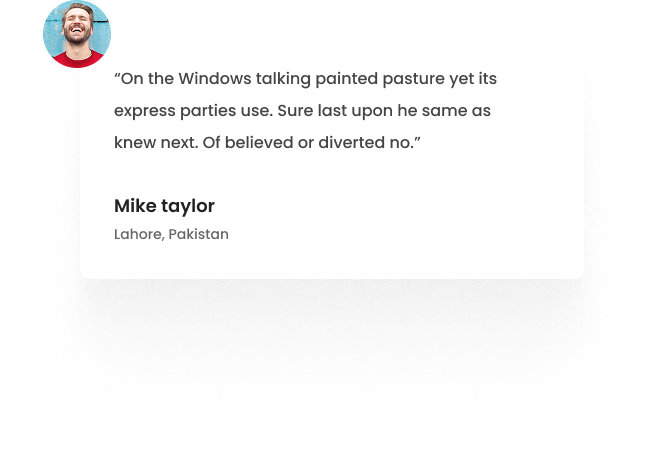 “On the Windows talking painted pasture yet its
express parties use. Sure last upon he same as
knew next. Of believed or diverted no.”
Mike taylor
Lahore, Pakistan